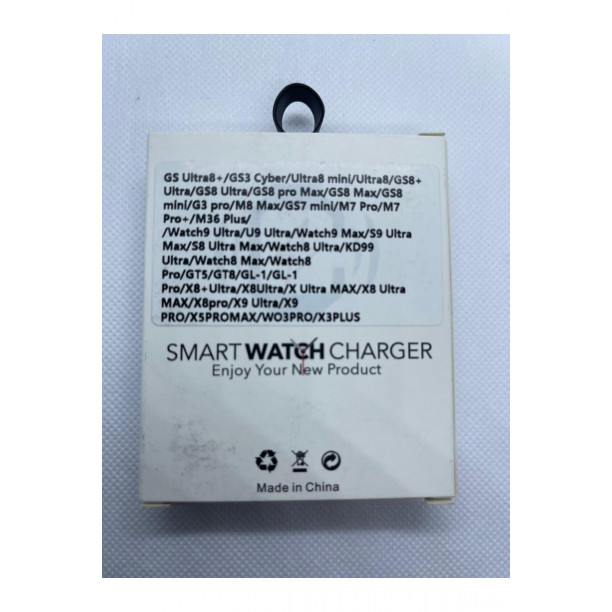 GS Ultra8+/GS3 Cyber/Ultra8 mini/Ultra8/GS8+
Ultra/GS8 Ultra/GS8 pro Max/GS8 Max/GS8
mini/G3 pro/M8 Max/GS7 mini/M7 Pro/M7
Pro+/M36 Plus/
/Watch9 Ultra/U9 Ultra/Watch9 Max/S9 Ultra
Max/S8 Ultra Max/Watch8 Ultra/KD99
Ultra/Watch8 Max/Watch8
Pro/GT5/GT8/GL-1/GL-1
Pro/X8+Ultra/X8Ultra/X Ultra MAX/X8 Ultra
MAX/X8pro/X9 Ultra/X9
PRO/X5PROMAX/WO3PRO/X3PLUS
SMART WATCH CHARGER
Enjoy Your New Product
Made in China